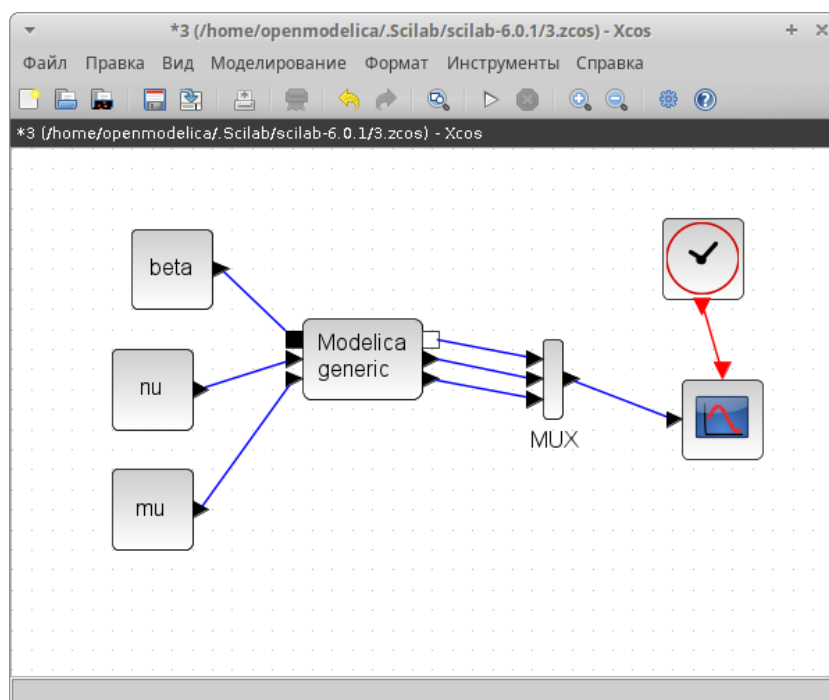 *3 (/home/openmodelica/.Scilab/scilab-6.0.1/3.zcos) - Xcos
Файл Правка Вид Моделирование Формат Инструменты Справка
*3 (/home/openmodelica/.Scilab/scilab-6.0.1/3.zcos) - Xcos
beta
Modelica
generic
nu
MUX
mu